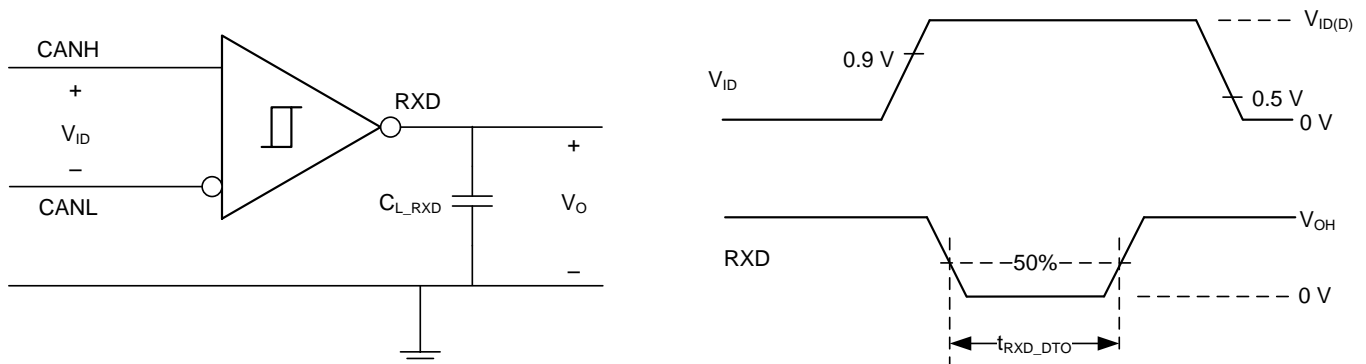 CANH
+
V_ID
–
CANL
RXD
C_L_RXD
+
V_O
–
V_ID
0.9 V
V_ID(D)
0.5 V
0 V
RXD
50%
V_OH
0 V
t_RXD_DTO